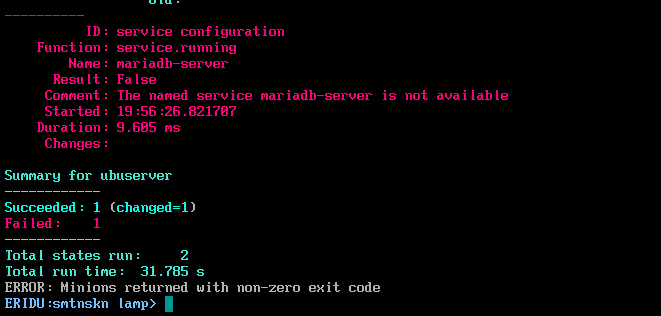 ----------
ID: service configuration
Function: service.running
Name: mariadb-server
Result: False
Comment: The named service mariadb-server is not available
Started: 19:56:26.821707
Duration: 9.605 ms
Changes:
Summary for ubuserver
------------
Succeeded: 1 (changed=1)
Failed:    1
------------
Total states run:     2
Total run time:  31.785 s
ERROR: Minions returned with non-zero exit code
ERIDU:smtnskn lamp>